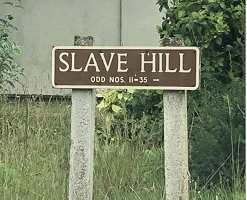 SLAVE HILL
ODD NOS. 11-35 →